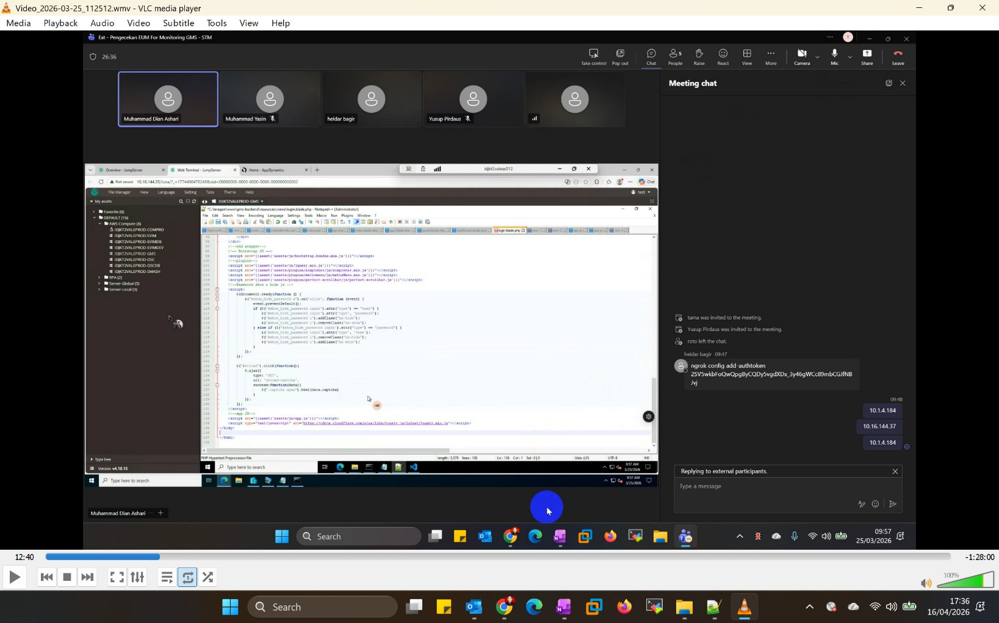 Video_2026-03-25_112512.wmv - VLC media player
Media Playback Audio Video Subtitle Tools View Help
Ext - Pengecekan EUM For Monitoring GMS - STM
T
26:36
Take control Pop out Chat People 5 Raise React View More Camera Mic Share Leave
Muhammad Dian Ashari
Muhammad Yasin
heidar bagir
Yusup Pirdaus
Meeting chat
Overview - JumpServer
Web Terminal - JumpServer
Home - AppDynamics
idjkt2valeas012
Not secure 10.16.144.35/luna/?_=1774406478249&oid=00000000-0000-0000-0000-000000000002
Chat
File Manager View Language Setting Tabs Theme Help
test
My assets
IDJKT2VALEPROD-GMS
Favorite (0)
DEFAULT (16)
AWS-Compute (8)
IDJKT2VALEPROD-COMPRO
IDJKT2VALEPROD-EVIM
IDJKT2VALEPROD-EVIMDB
IDJKT2VALEPROD-EVIMDEV
IDJKT2VALEPROD-GMS
IDJKT2VALEPROD-OSC
IDJKT2VALEPROD-OSCDB
IDJKT2VALEPROD-SMASH
RPA (2)
Server-Global (3)
Server-Local (3)
*C:\laragon\www\gms-backend\resources\views\login.blade.php - Notepad++ [Administrator]
File Edit Search View Encoding Language Settings Tools Macro Run Plugins Window ?
login.blade.php
</div>
</div>
<!--end wrapper-->
<!-- Bootstrap JS -->
<script src="{{asset('assets/js/bootstrap.bundle.min.js')}}"></script>
<!--plugins-->
<script src="{{asset('assets/js/jquery.min.js')}}"></script>
<script src="{{asset('assets/plugins/simplebar/js/simplebar.min.js')}}"></script>
<script src="{{asset('assets/plugins/metismenu/js/metisMenu.min.js')}}"></script>
<script src="{{asset('assets/plugins/perfect-scrollbar/js/perfect-scrollbar.js')}}"></script>
<!--Password show & hide js -->
<script>
$(document).ready(function () {
$("#show_hide_password a").on('click', function (event) {
event.preventDefault();
if ($('#show_hide_password input').attr("type") == "text") {
$('#show_hide_password input').attr('type', 'password');
$('#show_hide_password i').addClass("bx-hide");
$('#show_hide_password i').removeClass("bx-show");
} else if ($('#show_hide_password input').attr("type") == "password") {
$('#show_hide_password input').attr('type', 'text');
$('#show_hide_password i').removeClass("bx-hide");
$('#show_hide_password i').addClass("bx-show");
}
});
});
$("#reload").click(function(){
$.ajax({
type: 'GET',
url: 'reload-captcha',
success:function(data){
$(".captcha span").html(data.captcha)
}
});
});
</script>
<!--app JS-->
<script src="{{asset('assets/js/app.js')}}"></script>
<script type="text/javascript" src="https://cdnjs.cloudflare.com/ajax/libs/toastr.js/latest/toastr.min.js"></script>
</body>
</html>
HB
PHP Hypertext Preprocessor file length : 5,579 lines : 138 Ln : 136 Col : 1 Sel : 0 | 0 Unix (LF) UTF-8 INS
Type tree
Version v4.10.15
Type here to search
9:57 AM
3/25/2026
Type here to search
9:57 AM
3/25/2026
Muhammad Dian Ashari
tama was invited to the meeting.
Yusup Pirdaus was invited to the meeting.
roto left the chat.
heidar bagir 09:47
ngrok config add-authtoken
2SV5wkbFoQwQpgByCQDy5vgdXDx_3y46gWCc89mbCGJfNB
Jvj
09:48
10.1.4.184
10.16.144.37
10.1.4.184
Replying to external participants.
Type a message
Search
09:57
25/03/2026
12:40
-1:28:00
100%
Search
17:36
16/04/2026